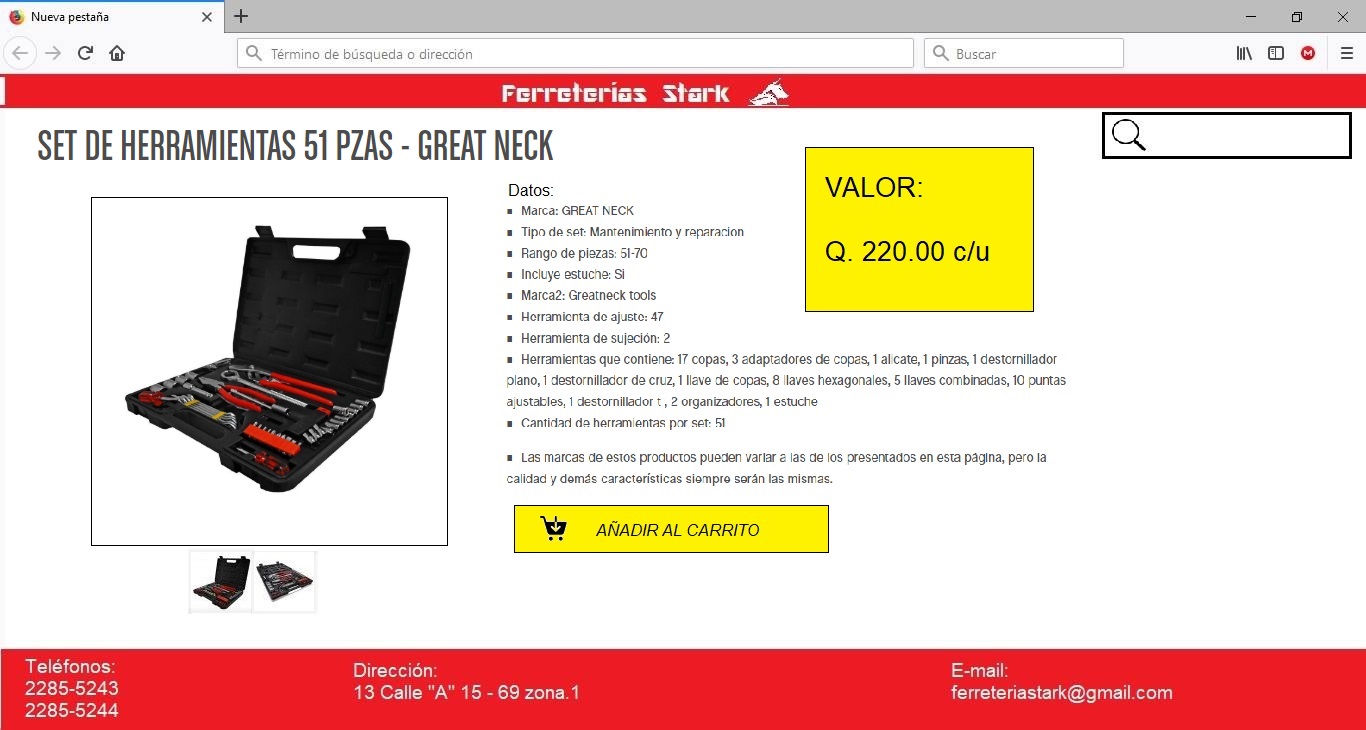 Nueva pestaña
Término de búsqueda o dirección
Buscar
Ferreterias Stark
SET DE HERRAMIENTAS 51 PZAS - GREAT NECK
VALOR:
Q. 220.00 c/u
Datos:
▪ Marca: GREAT NECK
▪ Tipo de set: Mantenimiento y reparacion
▪ Rango de piezas: 51-70
▪ Incluye estuche: Si
▪ Marca2: Greatneck tools
▪ Herramienta de ajuste: 47
▪ Herramienta de sujeción: 2
▪ Herramientas que contiene: 17 copas, 3 adaptadores de copas, 1 alicate, 1 pinzas, 1 destornillador
plano, 1 destornillador de cruz, 1 llave de copas, 8 llaves hexagonales, 5 llaves combinadas, 10 puntas
ajustables, 1 destornillador t , 2 organizadores, 1 estuche
▪ Cantidad de herramientas por set: 51
▪ Las marcas de estos productos pueden variar a las de los presentados en esta página, pero la
calidad y demás características siempre serán las mismas.
AÑADIR AL CARRITO
Teléfonos:
2285-5243
2285-5244
Dirección:
13 Calle "A" 15 - 69 zona.1
E-mail:
ferreteriastark@gmail.com